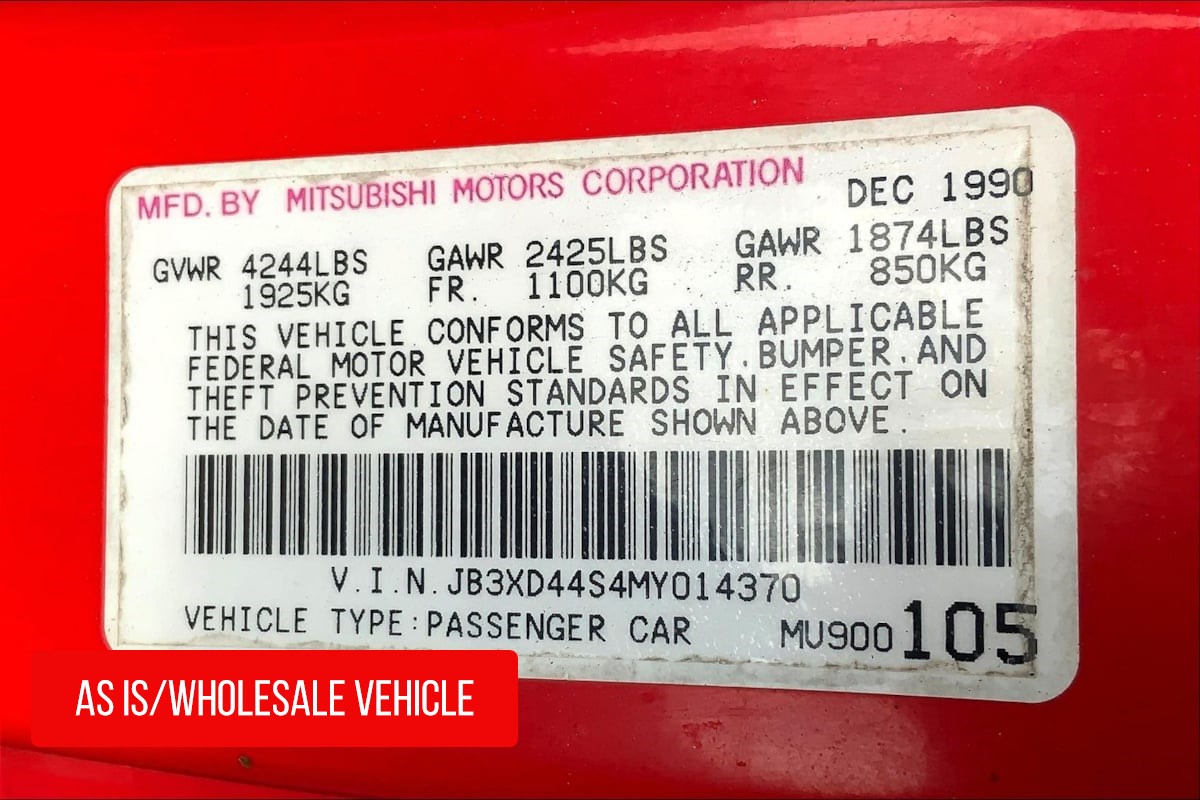 MFD. BY MITSUBISHI MOTORS CORPORATION DEC 1990
GVWR 4244LBS GAWR 2425LBS GAWR 1874LBS
1925KG FR. 1100KG RR. 850KG
THIS VEHICLE CONFORMS TO ALL APPLICABLE
FEDERAL MOTOR VEHICLE SAFETY, BUMPER, AND
THEFT PREVENTION STANDARDS IN EFFECT ON
THE DATE OF MANUFACTURE SHOWN ABOVE.
V.I.N.JB3XD44S4MY014370
VEHICLE TYPE:PASSENGER CAR MU900 105
AS IS/WHOLESALE VEHICLE